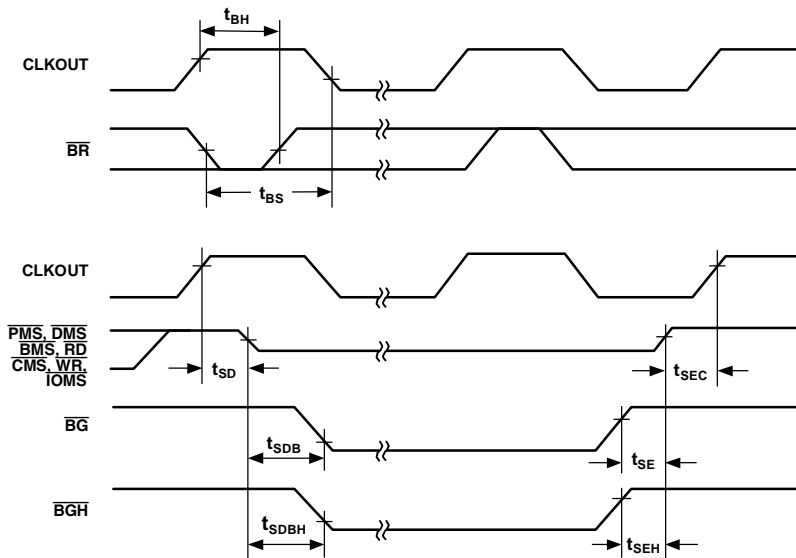 tBH
CLKOUT
BR
tBS
CLKOUT
PMS, DMS
BMS, RD
CMS, WR,
IOMS
tSD
tSEC
BG
tSDB
tSE
BGH
tSDBH
tSEH